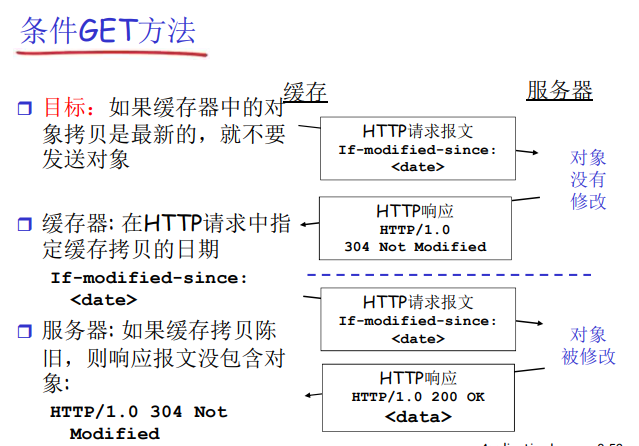 条件GET方法
目标：如果缓存器中的对
象拷贝是最新的，就不要
发送对象
缓存器: 在HTTP请求中指
定缓存拷贝的日期
If-modified-since:
<date>
服务器: 如果缓存拷贝陈
旧，则响应报文没包含对
象:
HTTP/1.0 304 Not
Modified
缓存
服务器
HTTP请求报文
If-modified-since:
<date>
对象
没有
修改
HTTP响应
HTTP/1.0
304 Not Modified
HTTP请求报文
If-modified-since:
<date>
对象
被修改
HTTP响应
HTTP/1.0 200 OK
<data>